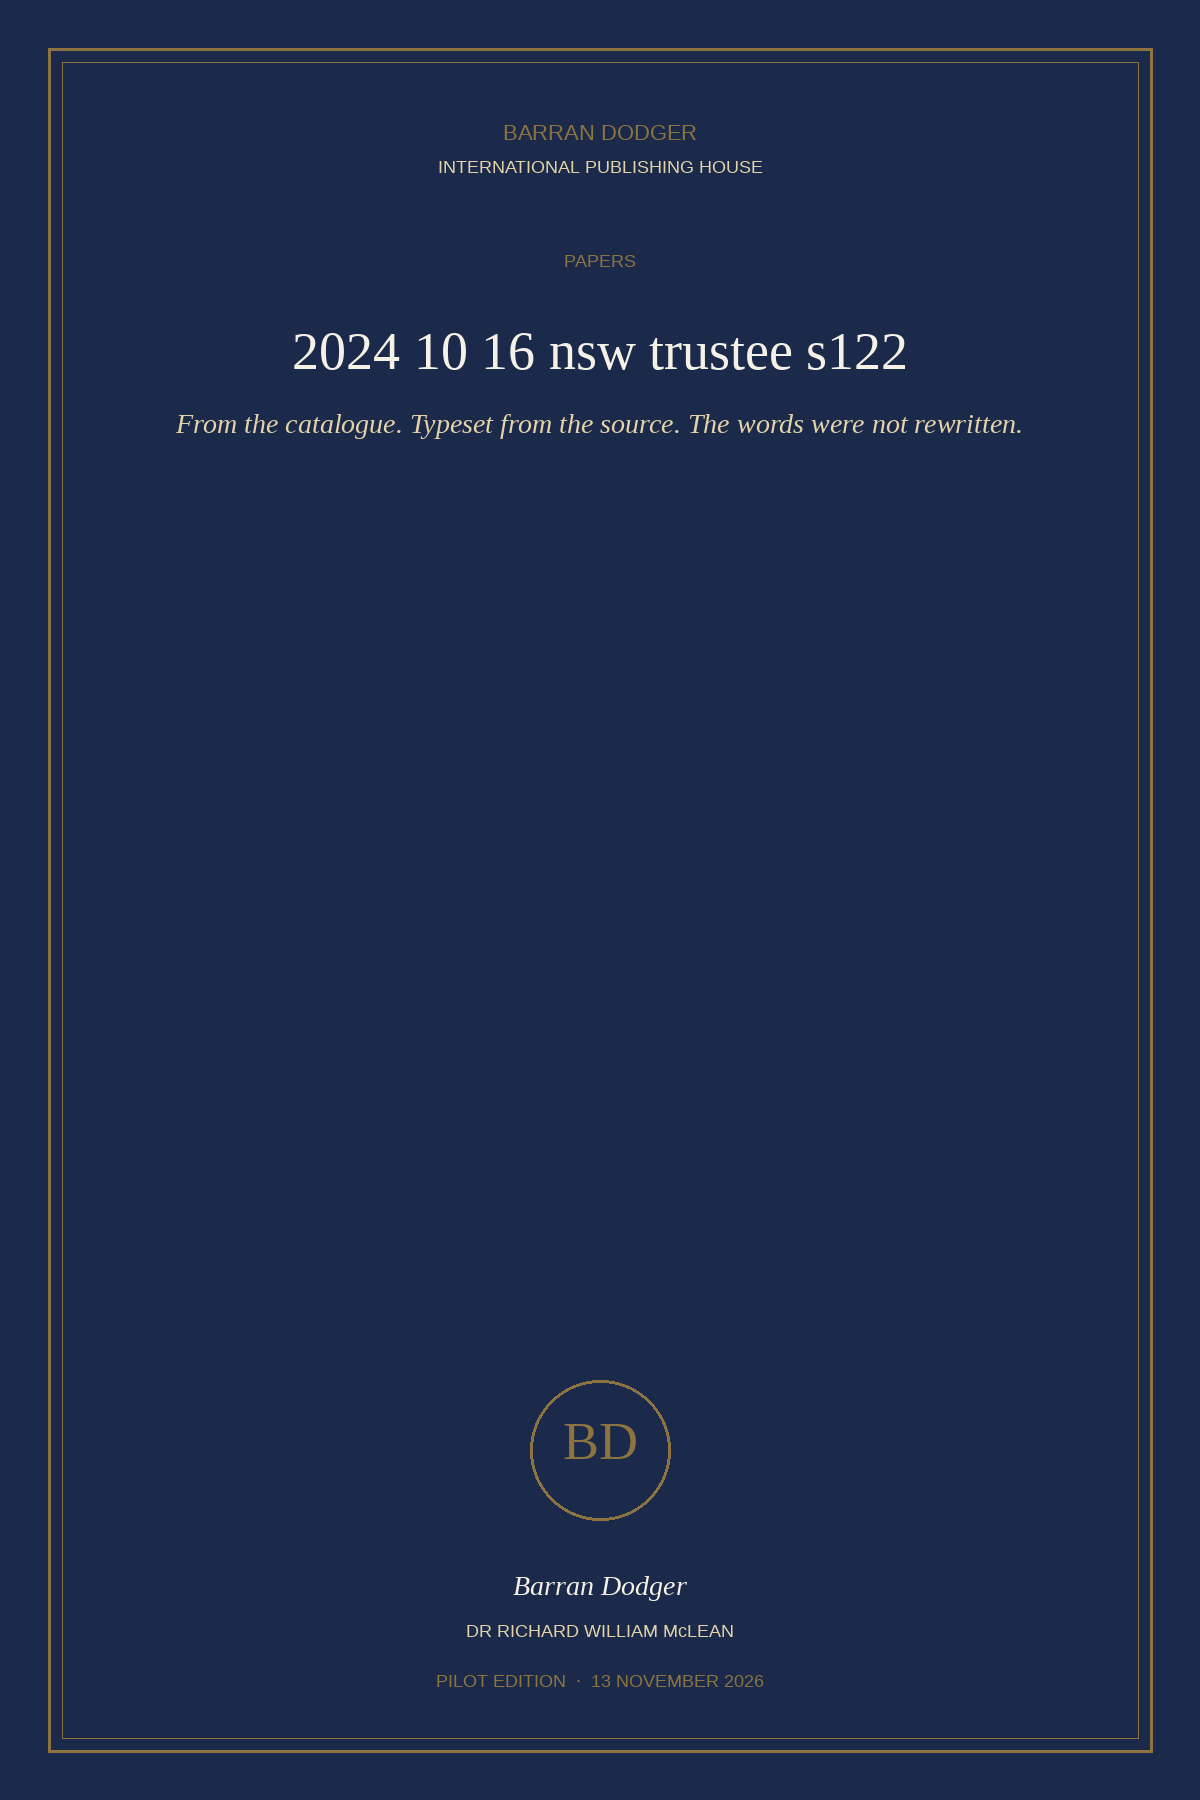 BARRAN DODGER
INTERNATIONAL PUBLISHING HOUSE
PAPERS
2024 10 16 nsw trustee s122
From the catalogue. Typeset from the source. The words were not rewritten.
BD
Barran Dodger
DR RICHARD WILLIAM McLEAN
PILOT EDITION · 13 NOVEMBER 2026